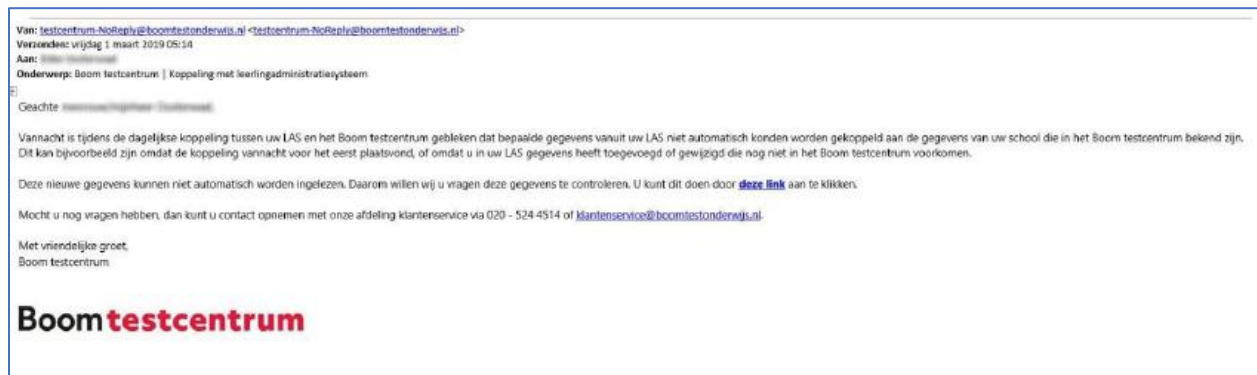 Van: testcentrum-NoReply@boomtestonderwijs.nl <testcentrum-NoReply@boomtestonderwijs.nl>
Verzonden: vrijdag 1 maart 2019 05:14
Aan:
Onderwerp: Boom testcentrum | Koppeling met leerlingadministratiesysteem
Geachte
Vannacht is tijdens de dagelijkse koppeling tussen uw LAS en het Boom testcentrum gebleken dat bepaalde gegevens vanuit uw LAS niet automatisch konden worden gekoppeld aan de gegevens van uw school die in het Boom testcentrum bekend zijn.
Dit kan bijvoorbeeld zijn omdat de koppeling vannacht voor het eerst plaatsvond, of omdat u in uw LAS gegevens heeft toegevoegd of gewijzigd die nog niet in het Boom testcentrum voorkomen.
Deze nieuwe gegevens kunnen niet automatisch worden ingelezen. Daarom willen wij u vragen deze gegevens te controleren. U kunt dit doen door deze link aan te klikken.
Mocht u nog vragen hebben, dan kunt u contact opnemen met onze afdeling klantenservice via 020 - 524 4514 of klantenservice@boomtestonderwijs.nl.
Met vriendelijke groet,
Boom testcentrum
Boom testcentrum